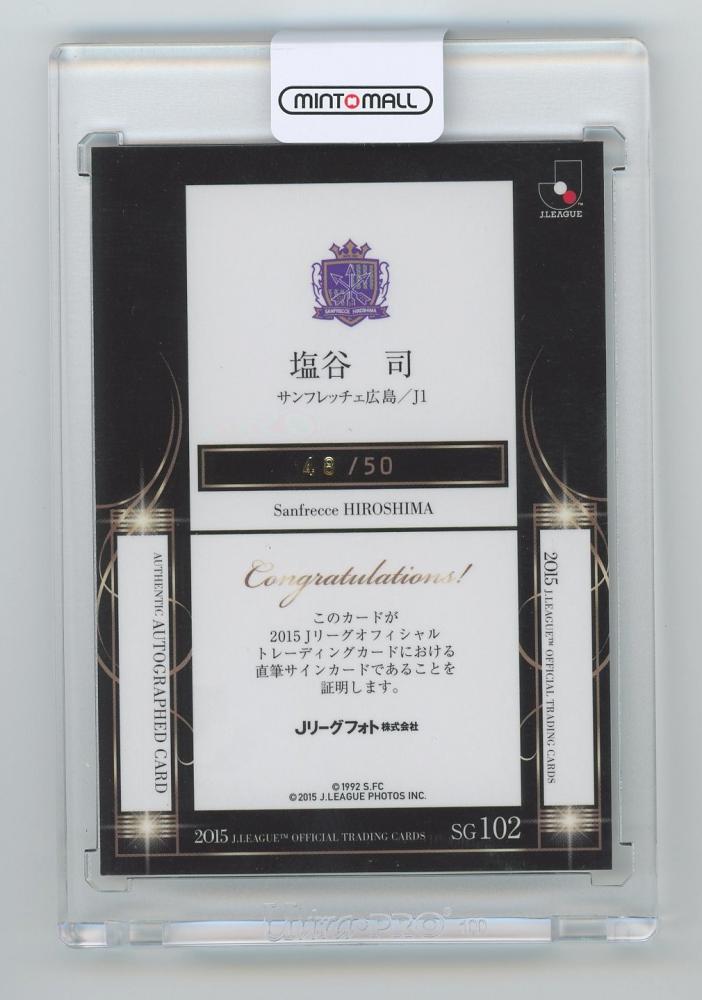 MINTOMALL
J.LEAGUE™
SANFRECCE HIROSHIMA
塩谷 司
サンフレッチェ広島/J1
48/50
Sanfrecce HIROSHIMA
AUTHENTIC AUTOGRAPHED CARD
2015 J.LEAGUE™ OFFICIAL TRADING CARDS
Congratulations!
このカードが
2015 Jリーグオフィシャル
トレーディングカードにおける
直筆サインカードであることを
証明します。
Jリーグフォト株式会社
© 1992 S.FC
© 2015 J.LEAGUE PHOTOS INC.
2015 J.LEAGUE™ OFFICIAL TRADING CARDS SG102
Ultra·PRO